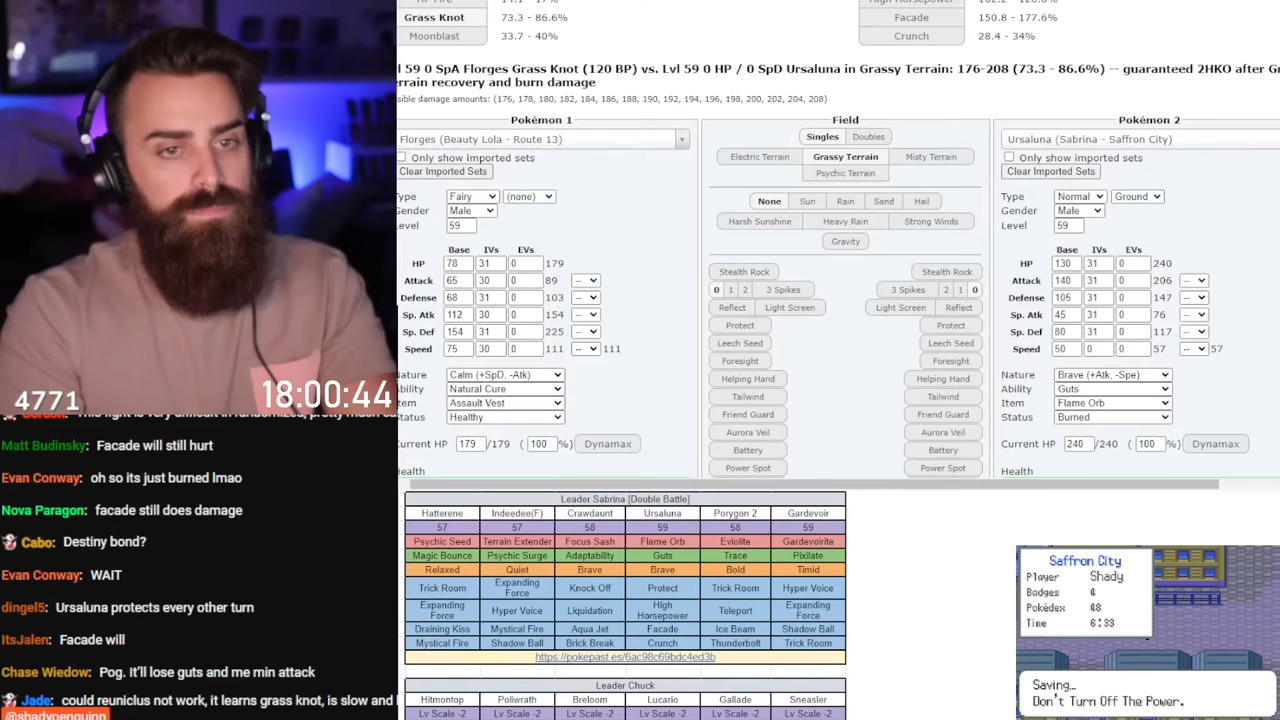 Grass Knot 73.3 - 86.6%
Moonblast 33.7 - 40%
Facade 150.8 - 177.6%
Crunch 28.4 - 34%
l 59 0 SpA Florges Grass Knot (120 BP) vs. Lvl 59 0 HP / 0 SpD Ursaluna in Grassy Terrain: 176-208 (73.3 - 86.6%) -- guaranteed 2HKO after Gr
errain recovery and burn damage
sible damage amounts: (176, 178, 180, 182, 184, 186, 188, 190, 192, 194, 196, 198, 200, 202, 204, 208)
Pokémon 1
Florges (Beauty Lola - Route 13)
Only show imported sets
Clear Imported Sets
Type Fairy (none)
Gender Male
Level 59
Base IVs EVs
HP 78 31 0 179
Attack 65 30 0 89 --
Defense 68 31 0 103 --
Sp. Atk 112 30 0 154 --
Sp. Def 154 31 0 225 --
Speed 75 30 0 111 -- 111
Nature Calm (+SpD, -Atk)
Ability Natural Cure
Item Assault Vest
Status Healthy
Current HP 179 /179 ( 100 %) Dynamax
Health
Field
Singles Doubles
Electric Terrain Grassy Terrain Misty Terrain
Psychic Terrain
None Sun Rain Sand Hail
Harsh Sunshine Heavy Rain Strong Winds
Gravity
Stealth Rock Stealth Rock
0 1 2 3 Spikes 3 Spikes 2 1 0
Reflect Light Screen Light Screen Reflect
Protect Protect
Leech Seed Leech Seed
Foresight Foresight
Helping Hand Helping Hand
Tailwind Tailwind
Friend Guard Friend Guard
Aurora Veil Aurora Veil
Battery Battery
Power Spot Power Spot
Pokémon 2
Ursaluna (Sabrina - Saffron City)
Only show imported sets
Clear Imported Sets
Type Normal Ground
Gender Male
Level 59
Base IVs EVs
HP 130 31 0 240
Attack 140 31 0 206 --
Defense 105 31 0 147 --
Sp. Atk 45 31 0 76 --
Sp. Def 80 31 0 117 --
Speed 50 31 0 57 -- 57
Nature Brave (+Atk, -Spe)
Ability Guts
Item Flame Orb
Status Burned
Current HP 240 /240 ( 100 %) Dynamax
Health
4771
18:00:44
Matt Budinsky: Facade will still hurt
Evan Conway: oh so its just burned lmao
Nova Paragon: facade still does damage
Cabo: Destiny bond?
Evan Conway: WAIT
dingel5: Ursaluna protects every other turn
ItsJalen: Facade will
Chase Wiedow: Pog. It'll lose guts and me min attack
Jade: could reuniclus not work, it learns grass knot, is slow and l
@shadypenguinn
Leader Sabrina [Double Battle]
Hatterene Indeedee(F) Crawdaunt Ursaluna Porygon 2 Gardevoir
57 57 58 59 58 59
Psychic Seed Terrain Extender Focus Sash Flame Orb Eviolite Gardevoirite
Magic Bounce Psychic Surge Adaptability Guts Trace Pixilate
Relaxed Quiet Brave Brave Bold Timid
Trick Room Expanding Force Knock Off Protect Trick Room Hyper Voice
Expanding Force Hyper Voice Liquidation High Horsepower Teleport Expanding Force
Draining Kiss Mystical Fire Aqua Jet Facade Ice Beam Shadow Ball
Mystical Fire Shadow Ball Brick Break Crunch Thunderbolt Trick Room
https://pokepast.es/6ac98c69bdc4ed3b
Leader Chuck
Hitmontop Poliwrath Breloom Lucario Gallade Sneasler
Lv Scale -2 Lv Scale -2 Lv Scale -2 Lv Scale -2 Lv Scale -2 Lv Scale -2
Saffron City
Player Shady
Badges 4
Pokédex 48
Time 6:33
Saving...
Don't Turn Off The Power.